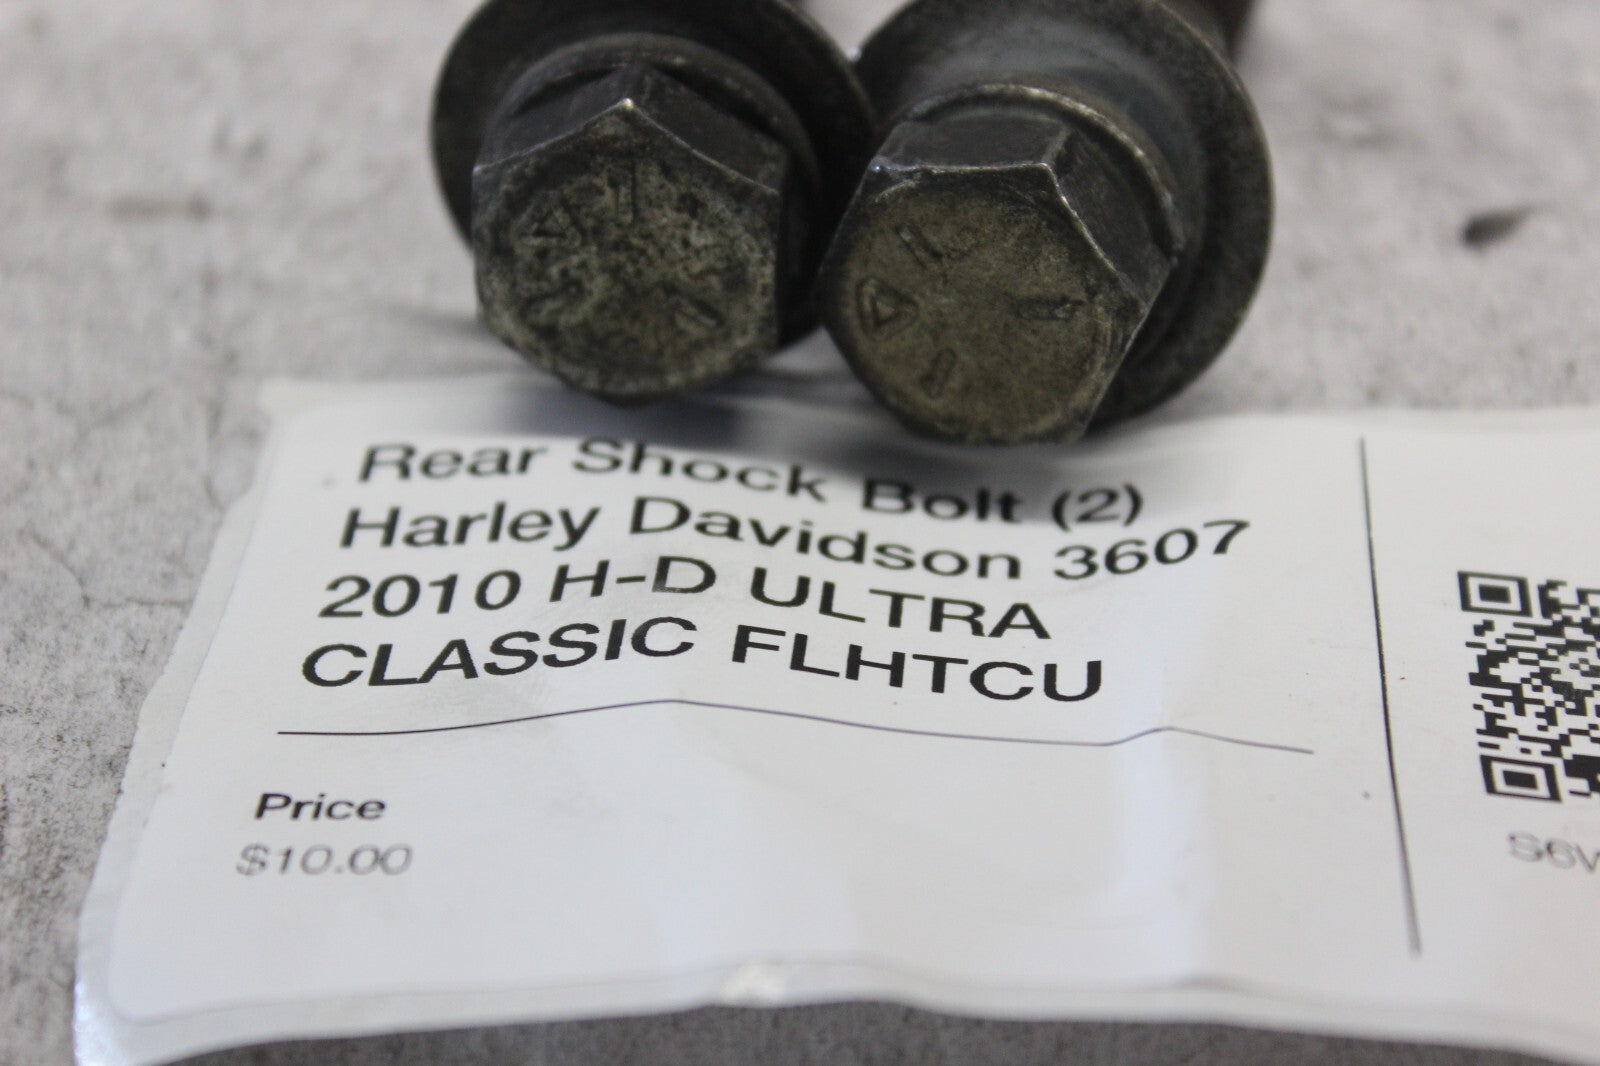 Rear Shock Bolt (2)
Harley Davidson 3607
2010 H-D ULTRA
CLASSIC FLHTCU
Price
$10.00